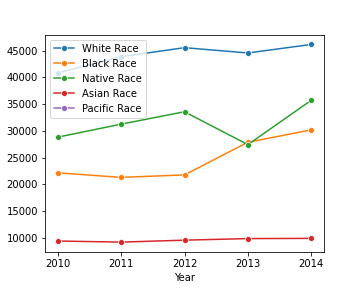 White Race
Black Race
Native Race
Asian Race
Pacific Race
45000
40000
35000
30000
25000
20000
15000
10000
2010 2011 2012 2013 2014
Year